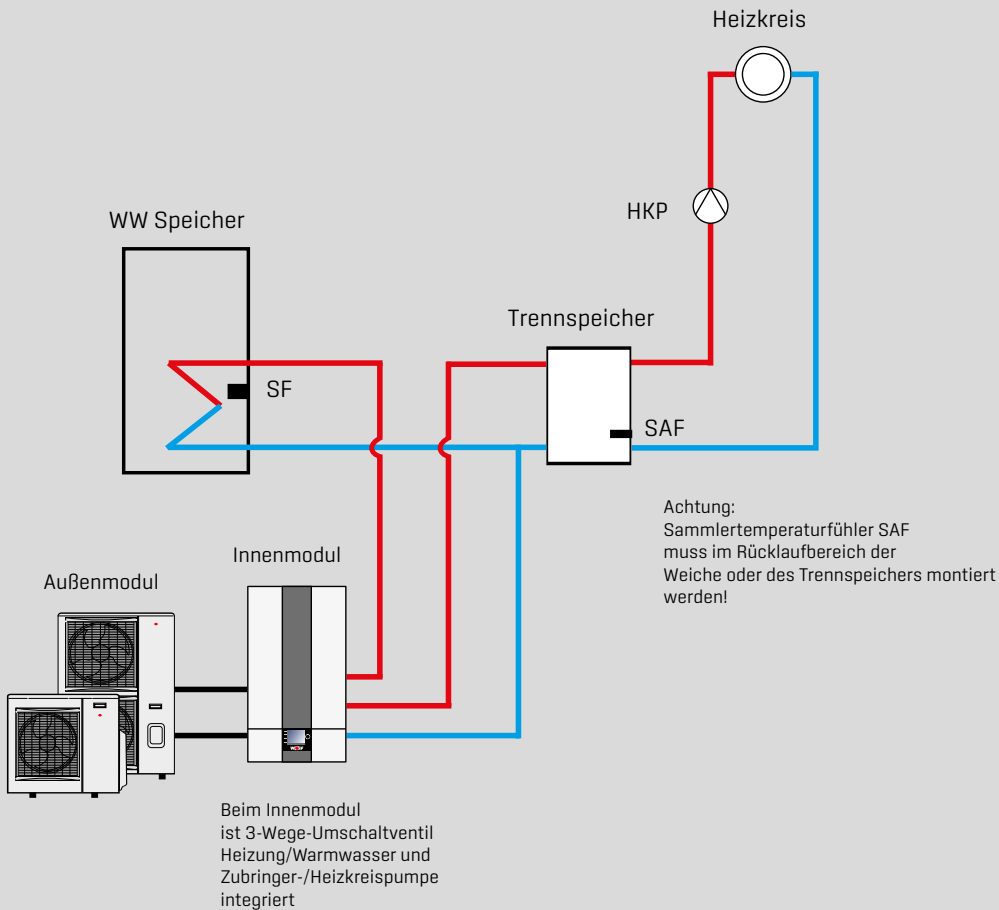 Heizkreis
HKP
WW Speicher
Trennspeicher
SF
SAF
Achtung:
Sammlertemperaturfühler SAF
muss im Rücklaufbereich der
Weiche oder des Trennspeichers montiert
werden!
Innenmodul
Außenmodul
WOLF
Beim Innenmodul
ist 3-Wege-Umschaltventil
Heizung/Warmwasser und
Zubringer-/Heizkreispumpe
integriert